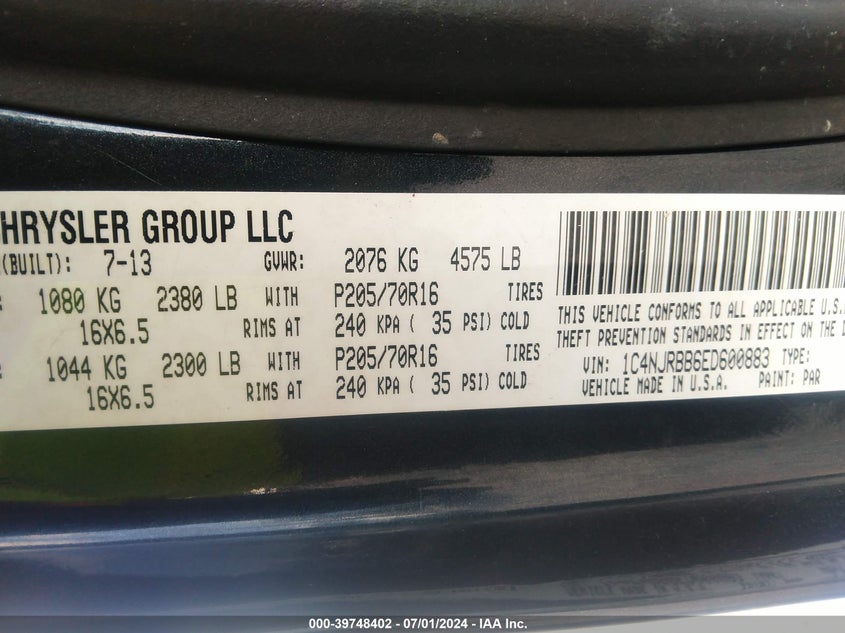 HRYSLER GROUP LLC
(BUILT): 7-13 GVWR: 2076 KG 4575 LB
: 1080 KG 2380 LB WITH P205/70R16 TIRES
16X6.5 RIMS AT 240 KPA ( 35 PSI) COLD
: 1044 KG 2300 LB WITH P205/70R16 TIRES
16X6.5 RIMS AT 240 KPA ( 35 PSI) COLD
THIS VEHICLE CONFORMS TO ALL APPLICABLE U.S.
THEFT PREVENTION STANDARDS IN EFFECT ON THE D
VIN: 1C4NJRBB6ED600883 TYPE:
VEHICLE MADE IN U.S.A. PAINT: PAR
000-39748402 - 07/01/2024 - IAA Inc.